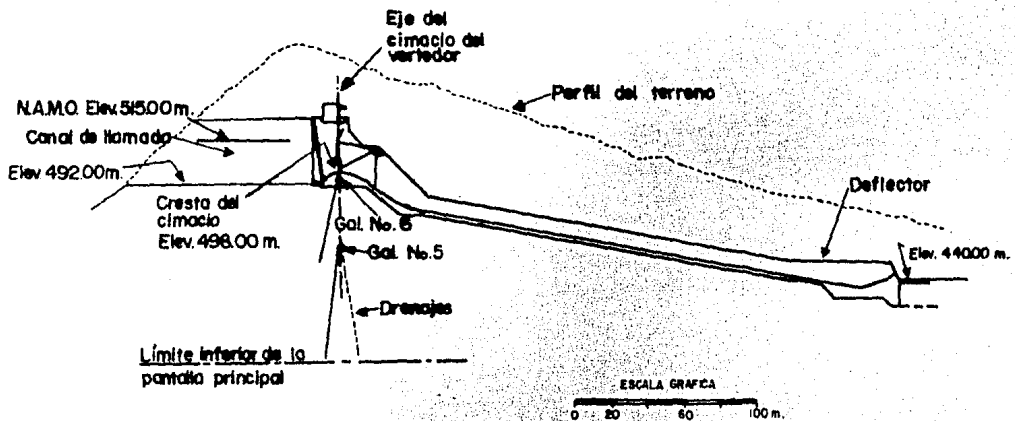 Eje del
cimacio del
vertedor
N.A.M.O. Elev. 515.00 m.
Canal de llamada
Elev 492.00m.
Perfil del terreno
Cresta del
cimacio
Elev. 498.00 m.
Gal. No. 6
Gal. No. 5
Deflector
Elev. 440.00 m.
Drenajes
Límite inferior de la
pantalla principal
ESCALA GRAFICA
0 20 60 100 m.